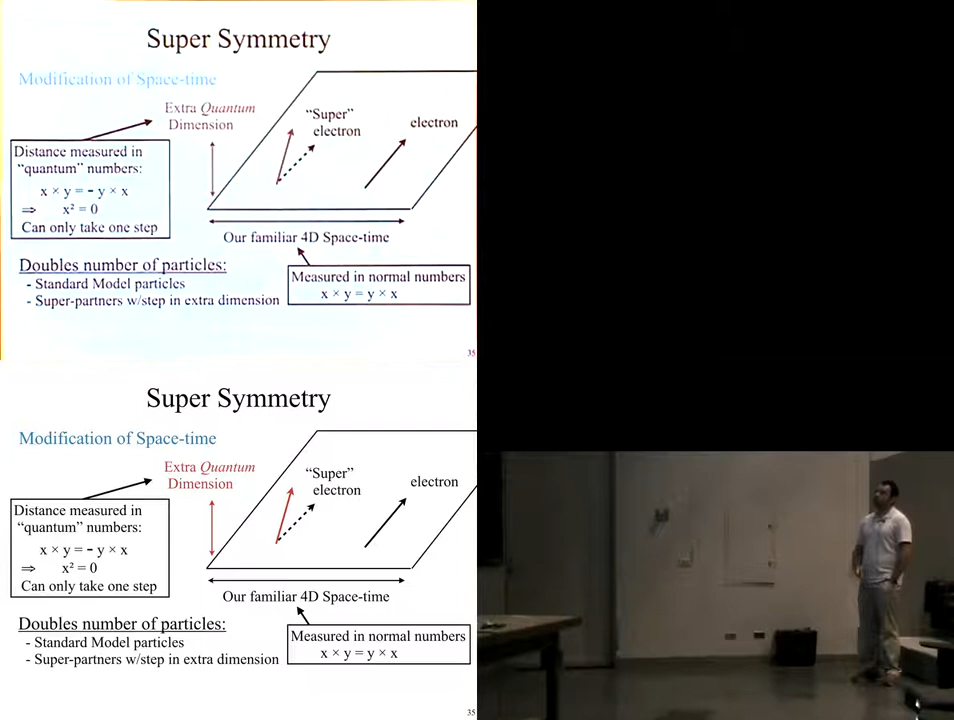 Super Symmetry
Modification of Space-time
Extra Quantum
Dimension
"Super"
electron
electron
Distance measured in
"quantum" numbers:
x × y = - y × x
⇒ x² = 0
Can only take one step
Our familiar 4D Space-time
Doubles number of particles:
- Standard Model particles
- Super-partners w/step in extra dimension
Measured in normal numbers
x × y = y × x
35
Super Symmetry
Modification of Space-time
Extra Quantum
Dimension
"Super"
electron
electron
Distance measured in
"quantum" numbers:
x × y = - y × x
⇒ x² = 0
Can only take one step
Our familiar 4D Space-time
Doubles number of particles:
- Standard Model particles
- Super-partners w/step in extra dimension
Measured in normal numbers
x × y = y × x
35